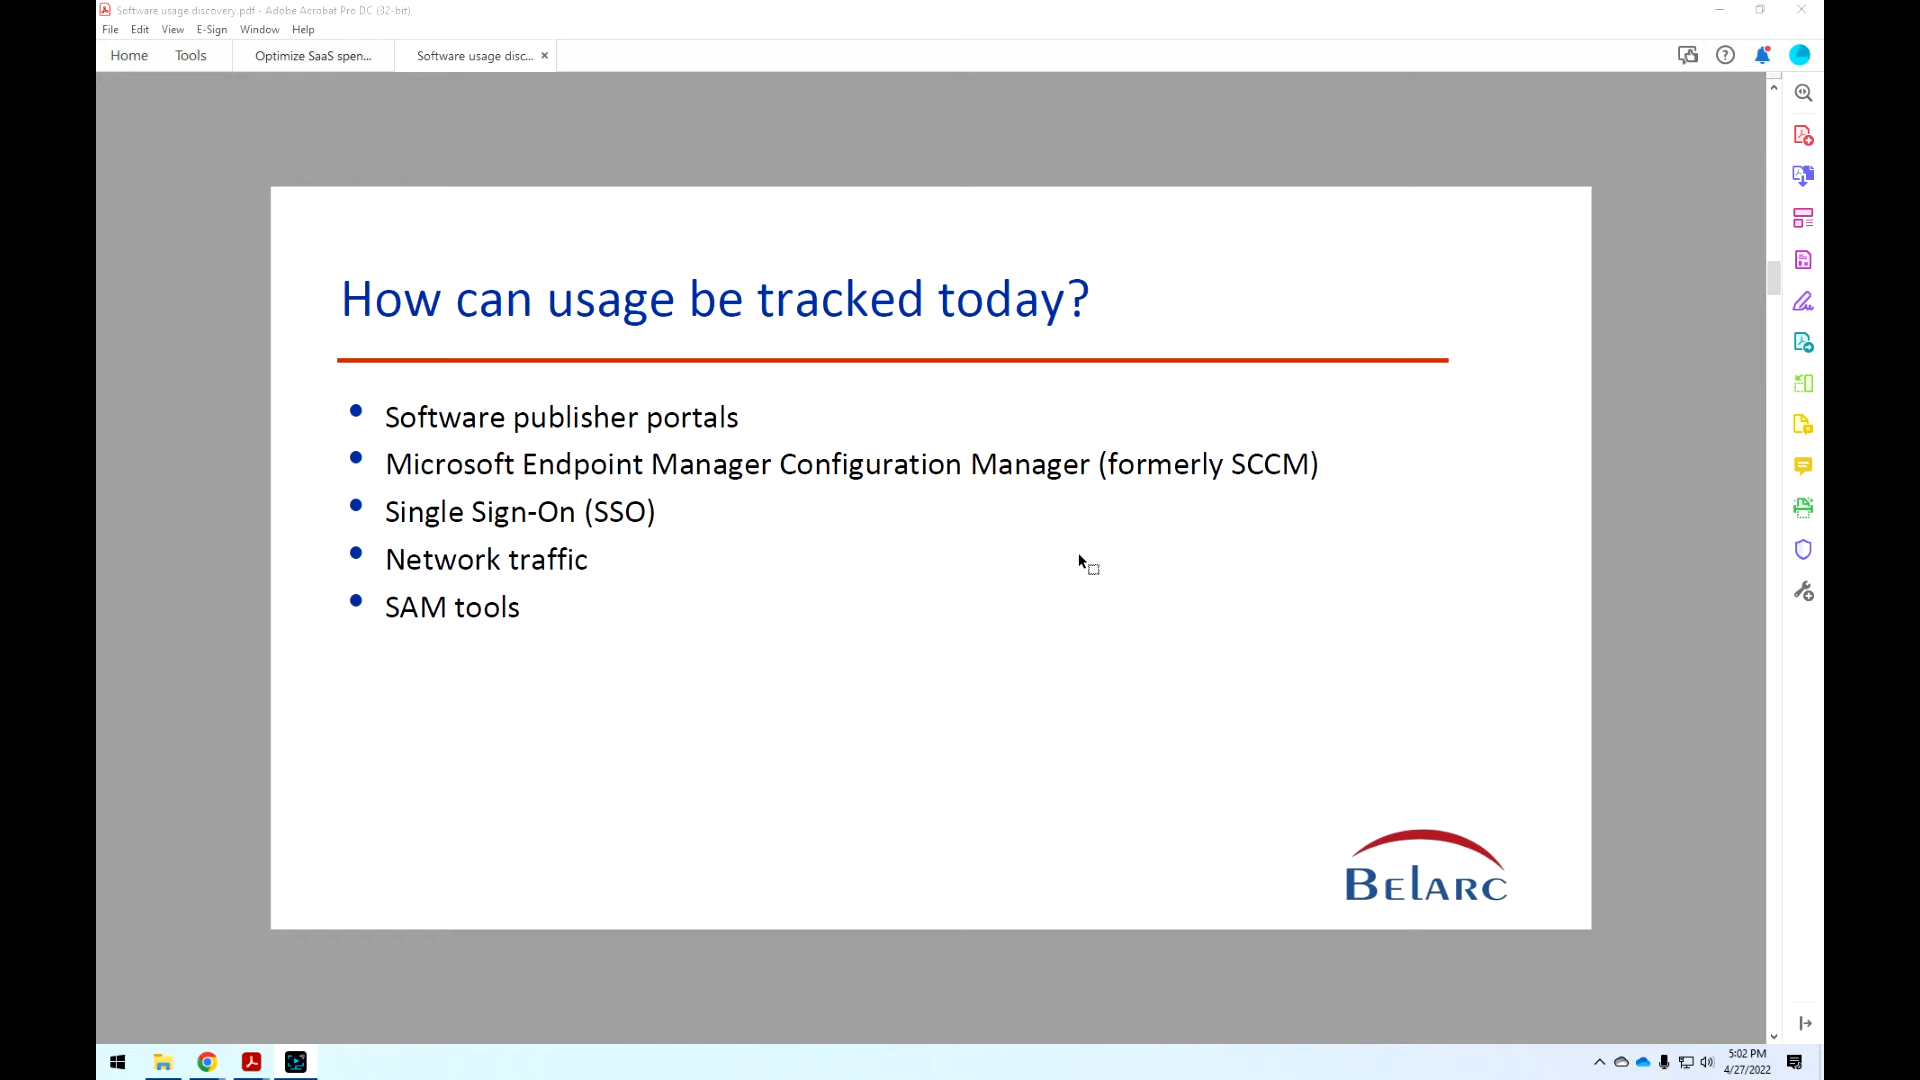 Software usage discovery.pdf - Adobe Acrobat Pro DC (32-bit)
File Edit View E-Sign Window Help
Home Tools Optimize SaaS spen... Software usage disc... ×
How can usage be tracked today?
• Software publisher portals
• Microsoft Endpoint Manager Configuration Manager (formerly SCCM)
• Single Sign-On (SSO)
• Network traffic
• SAM tools
BELARC
5:02 PM
4/27/2022